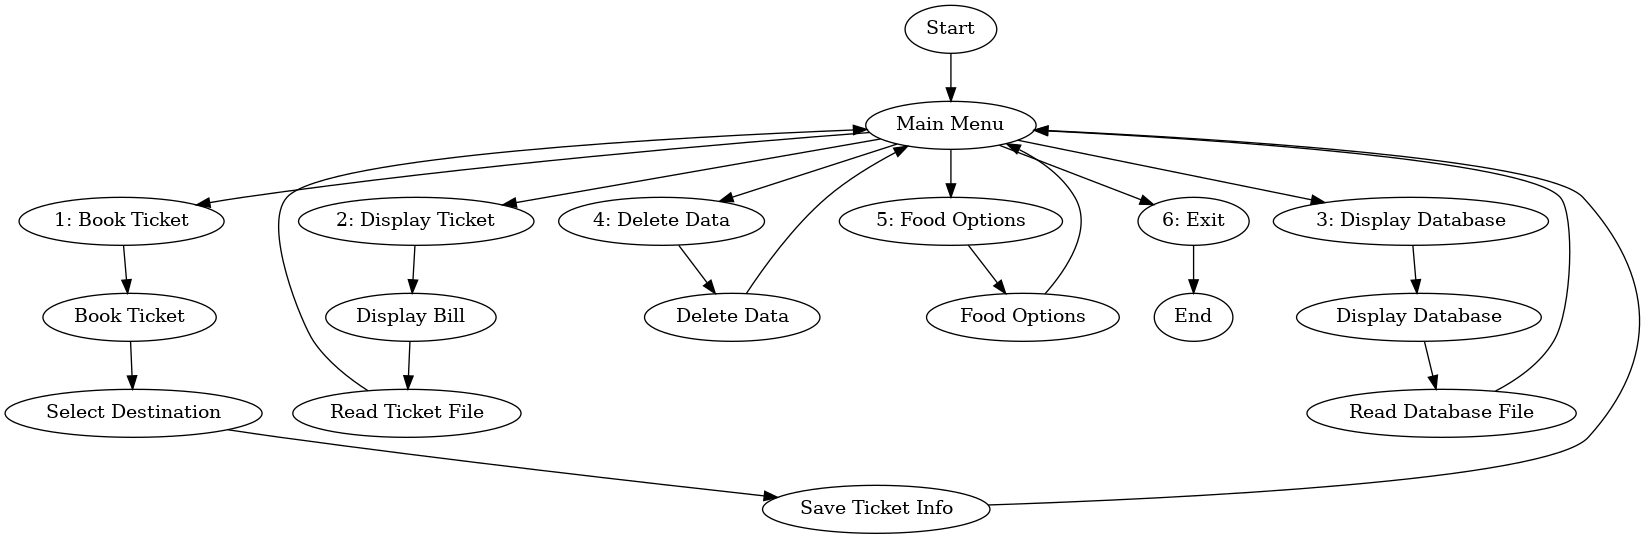 Start
Main Menu
1: Book Ticket
2: Display Ticket
4: Delete Data
5: Food Options
6: Exit
3: Display Database
Book Ticket
Display Bill
Delete Data
Food Options
End
Display Database
Select Destination
Read Ticket File
Read Database File
Save Ticket Info